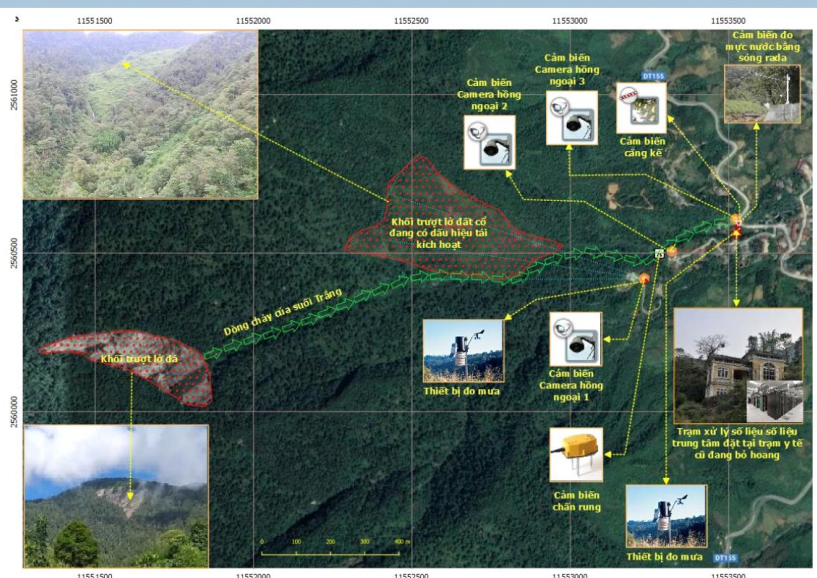 11551500
11552000
11552500
11553000
11553500
2561000
2560500
2560000
Cảm biến
Camera hồng
ngoại 2
Cảm biến
Camera hồng
ngoại 3
DT155
Cảm biến
căng kế
Cảm biến đo
mực nước bằng
sóng rada
Khối trượt lở đất cổ
đang có dấu hiệu tái
kích hoạt
Dòng chảy của suối Trắng
Khối trượt lở đá
Thiết bị đo mưa
Cảm biến
Camera hồng
ngoại 1
Trạm xử lý số liệu số liệu
trung tâm đặt tại trạm y tế
cũ đang bỏ hoang
Cảm biến
chấn rung
Thiết bị đo mưa
DT155
0
100
200
400 m
11551500
11552000
11552500
11553000
11553500